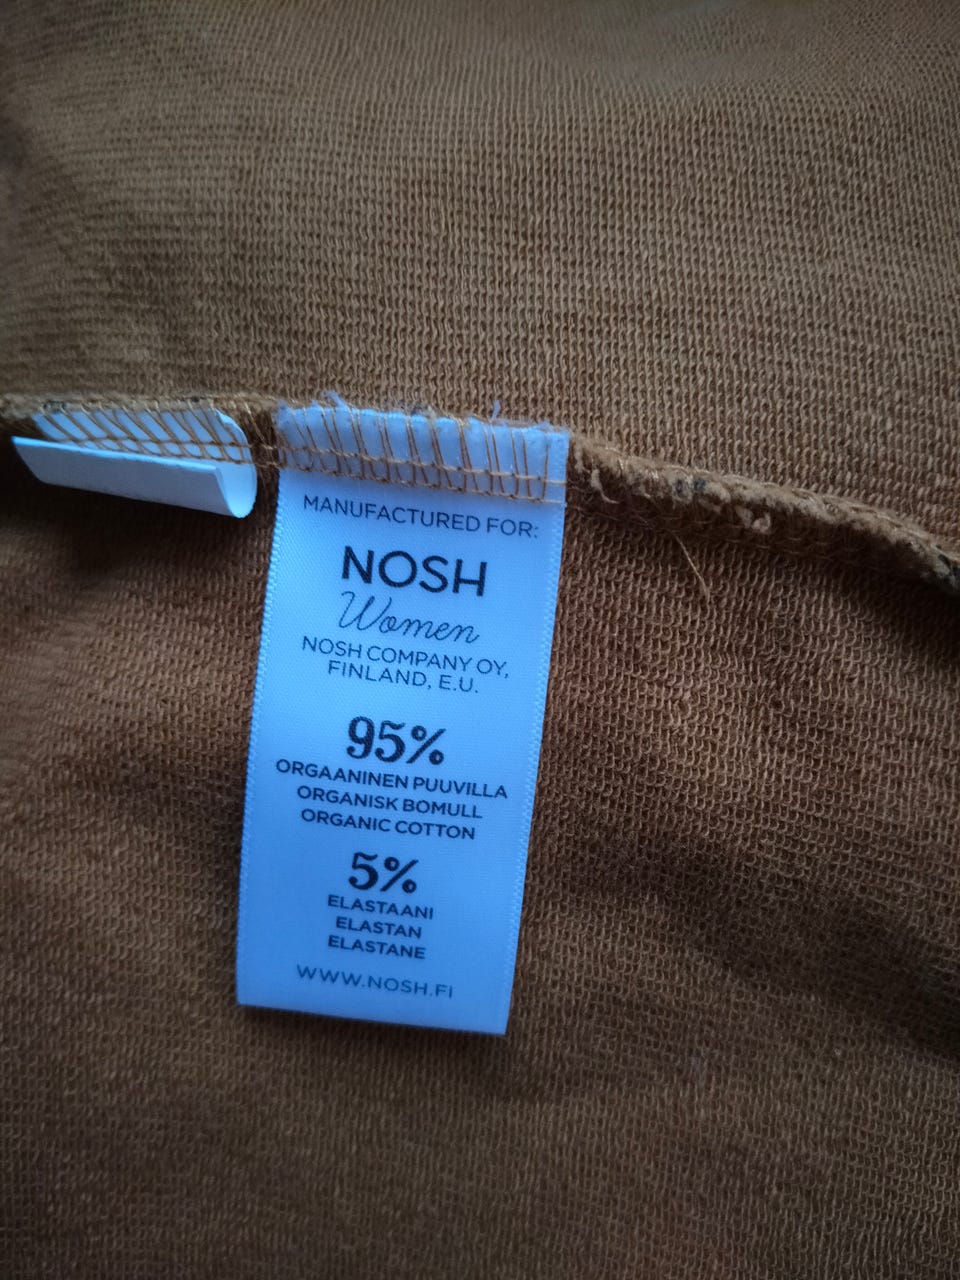 MANUFACTURED FOR:
NOSH
Women
NOSH COMPANY OY,
FINLAND, E.U.
95%
ORGAANINEN PUUVILLA
ORGANISK BOMULL
ORGANIC COTTON
5%
ELASTAANI
ELASTAN
ELASTANE
WWW.NOSH.FI